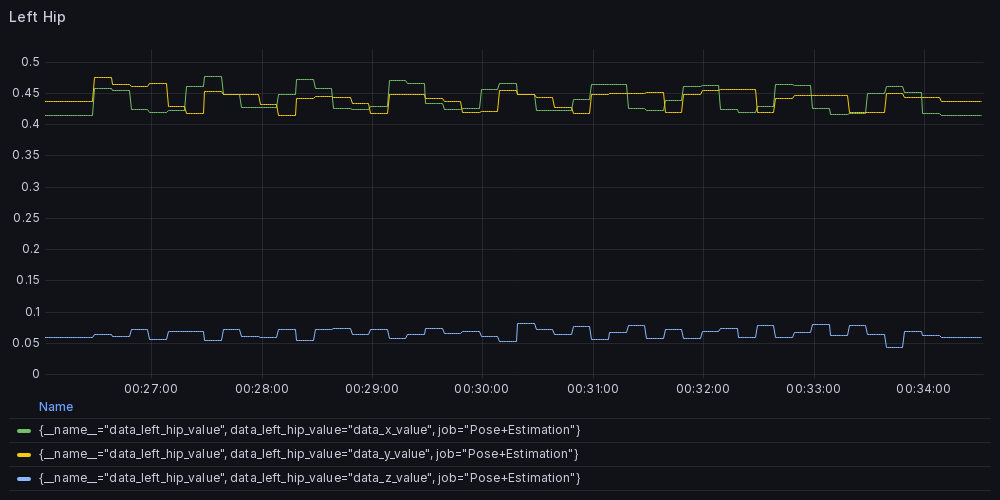 Left Hip
0.5
0.45
0.4
0.35
0.3
0.25
0.2
0.15
0.1
0.05
0
00:27:00 00:28:00 00:29:00 00:30:00 00:31:00 00:32:00 00:33:00 00:34:00
Name
{__name__="data_left_hip_value", data_left_hip_value="data_x_value", job="Pose+Estimation"}
{__name__="data_left_hip_value", data_left_hip_value="data_y_value", job="Pose+Estimation"}
{__name__="data_left_hip_value", data_left_hip_value="data_z_value", job="Pose+Estimation"}